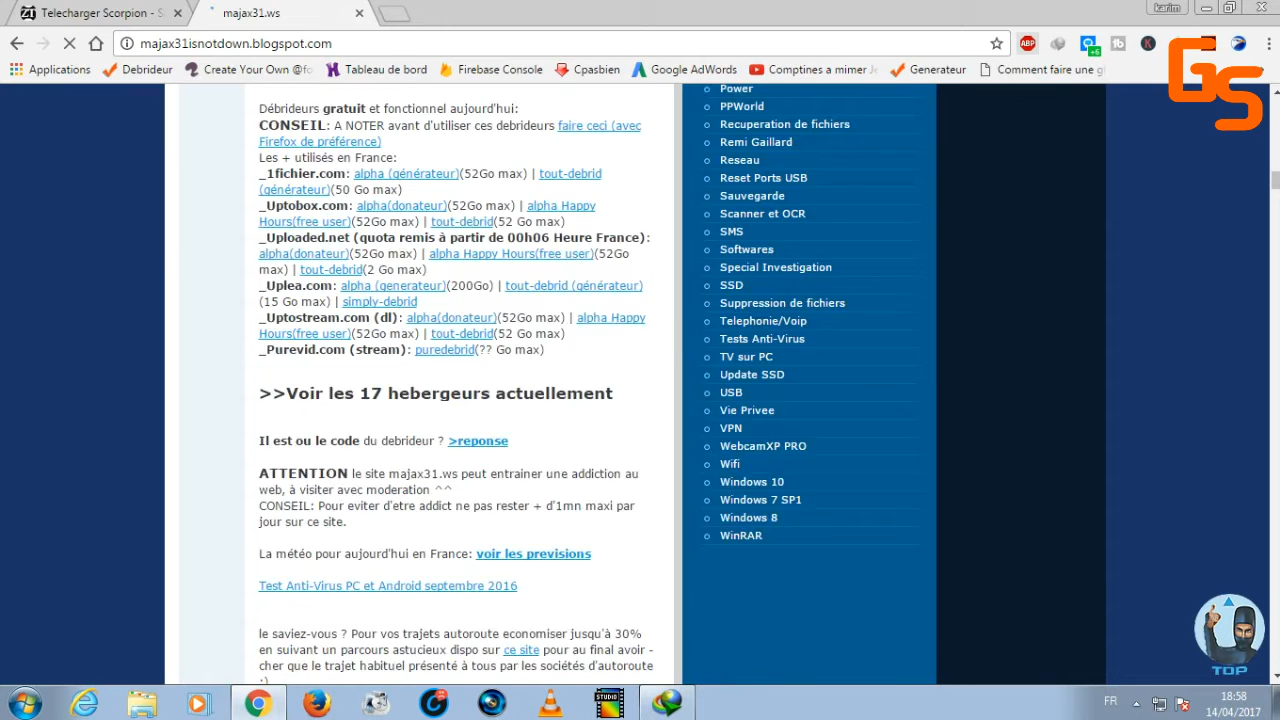 Telecharger Scorpion - S
majax31.ws
karim
majax31isnotdown.blogspot.com
ABP
+6
Applications
Debrideur
Create Your Own @fo
Tableau de bord
Firebase Console
Cpasbien
Google AdWords
Comptines a mimer Je
Generateur
Comment faire une g
GS
Débrideurs gratuit et fonctionnel aujourd'hui:
CONSEIL: A NOTER avant d'utiliser ces debrideurs faire ceci (avec
Firefox de préférence)
Les + utilisés en France:
_1fichier.com: alpha (générateur)(52Go max) | tout-debrid
(générateur)(50 Go max)
_Uptobox.com: alpha(donateur)(52Go max) | alpha Happy
Hours(free user)(52Go max) | tout-debrid(52 Go max)
_Uploaded.net (quota remis à partir de 00h06 Heure France):
alpha(donateur)(52Go max) | alpha Happy Hours(free user)(52Go
max) | tout-debrid(2 Go max)
_Uplea.com: alpha (generateur)(200Go) | tout-debrid (générateur)
(15 Go max) | simply-debrid
_Uptostream.com (dl): alpha(donateur)(52Go max) | alpha Happy
Hours(free user)(52Go max) | tout-debrid(52 Go max)
_Purevid.com (stream): puredebrid(?? Go max)
>>Voir les 17 hebergeurs actuellement
Il est ou le code du debrideur ? >reponse
ATTENTION le site majax31.ws peut entrainer une addiction au
web, à visiter avec moderation ^^
CONSEIL: Pour eviter d'etre addict ne pas rester + d'1mn maxi par
jour sur ce site.
La météo pour aujourd'hui en France: voir les previsions
Test Anti-Virus PC et Android septembre 2016
le saviez-vous ? Pour vos trajets autoroute economiser jusqu'à 30%
en suivant un parcours astucieux dispo sur ce site pour au final avoir -
cher que le trajet habituel présenté à tous par les sociétés d'autoroute
:)
Power
PPWorld
Recuperation de fichiers
Remi Gaillard
Reseau
Reset Ports USB
Sauvegarde
Scanner et OCR
SMS
Softwares
Special Investigation
SSD
Suppression de fichiers
Telephonie/Voip
Tests Anti-Virus
TV sur PC
Update SSD
USB
Vie Privee
VPN
WebcamXP PRO
Wifi
Windows 10
Windows 7 SP1
Windows 8
WinRAR
TOP
STUDIO
FR
18:58
14/04/2017